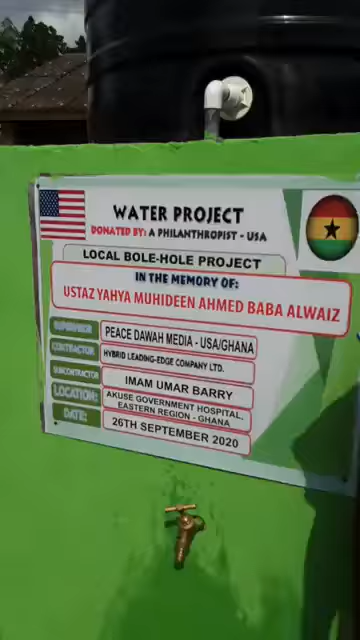 WATER PROJECT
DONATED BY: A PHILANTHROPIST - USA
LOCAL BOLE-HOLE PROJECT
IN THE MEMORY OF:
USTAZ YAHYA MUHIDEEN AHMED BABA ALWAIZ
SUPERVISOR PEACE DAWAH MEDIA - USA/GHANA
CONTRACTOR HYBRID LEADING-EDGE COMPANY LTD.
SUBCONTRACTOR IMAM UMAR BARRY
LOCATION: AKUSE GOVERNMENT HOSPITAL,
EASTERN REGION - GHANA
DATE: 26TH SEPTEMBER 2020